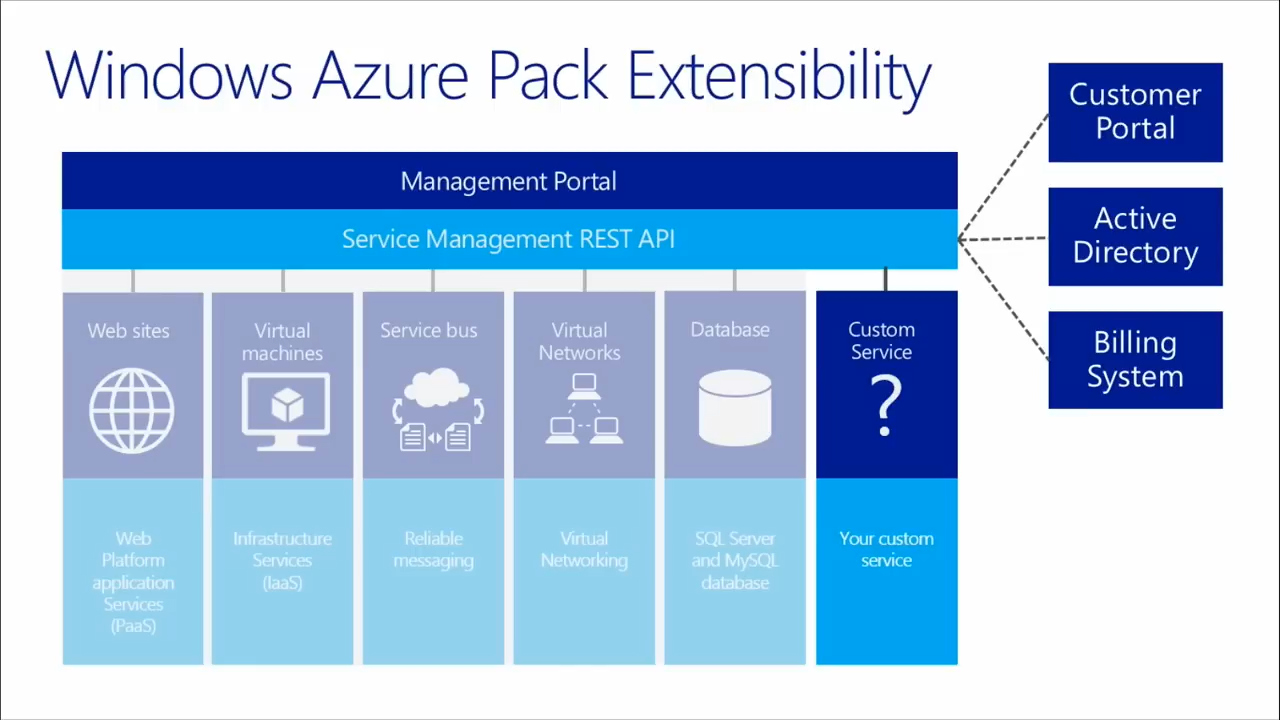 Windows Azure Pack Extensibility
Customer
Portal
Management Portal
Active
Directory
Service Management REST API
Billing
System
Web sites
Virtual
machines
Service bus
Virtual
Networks
Database
Custom
Service
?
Web
Platform
application
Services
(PaaS)
Infrastructure
Services
(IaaS)
Reliable
messaging
Virtual
Networking
SQL Server
and MySQL
database
Your custom
service